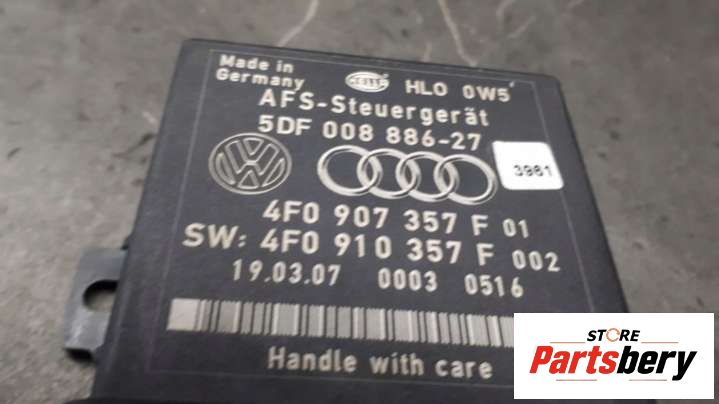 Made in
Germany
HELLA
HLO 0W5
AFS-Steuergerät
5DF 008 886-27
3981
4F0 907 357 F 01
SW: 4F0 910 357 F 002
19.03.07 0003 0516
Handle with care
STORE
Partsbery